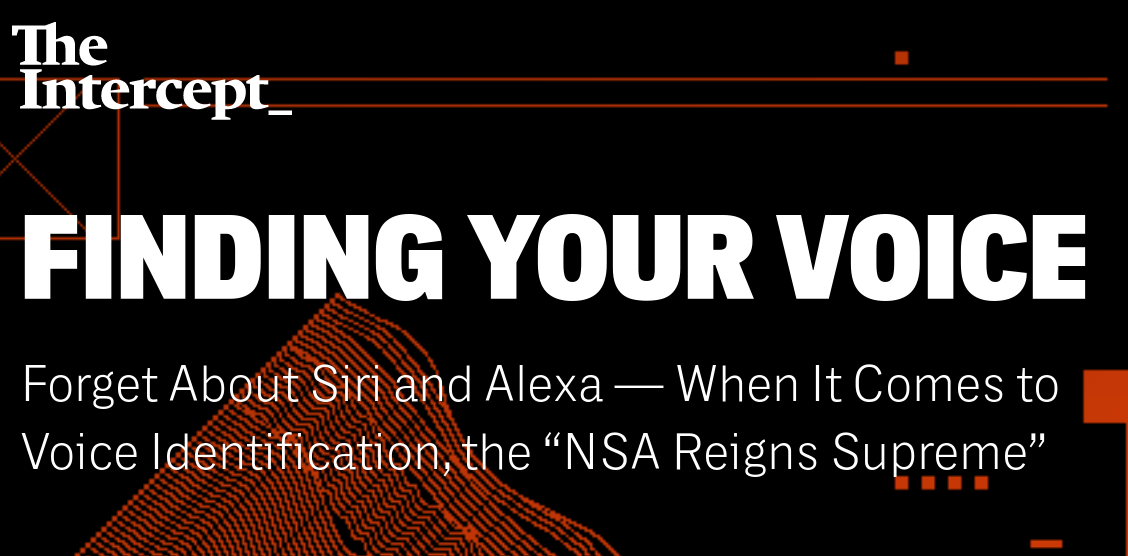 The
Intercept_
FINDING YOUR VOICE
Forget About Siri and Alexa — When It Comes to
Voice Identification, the “NSA Reigns Supreme”